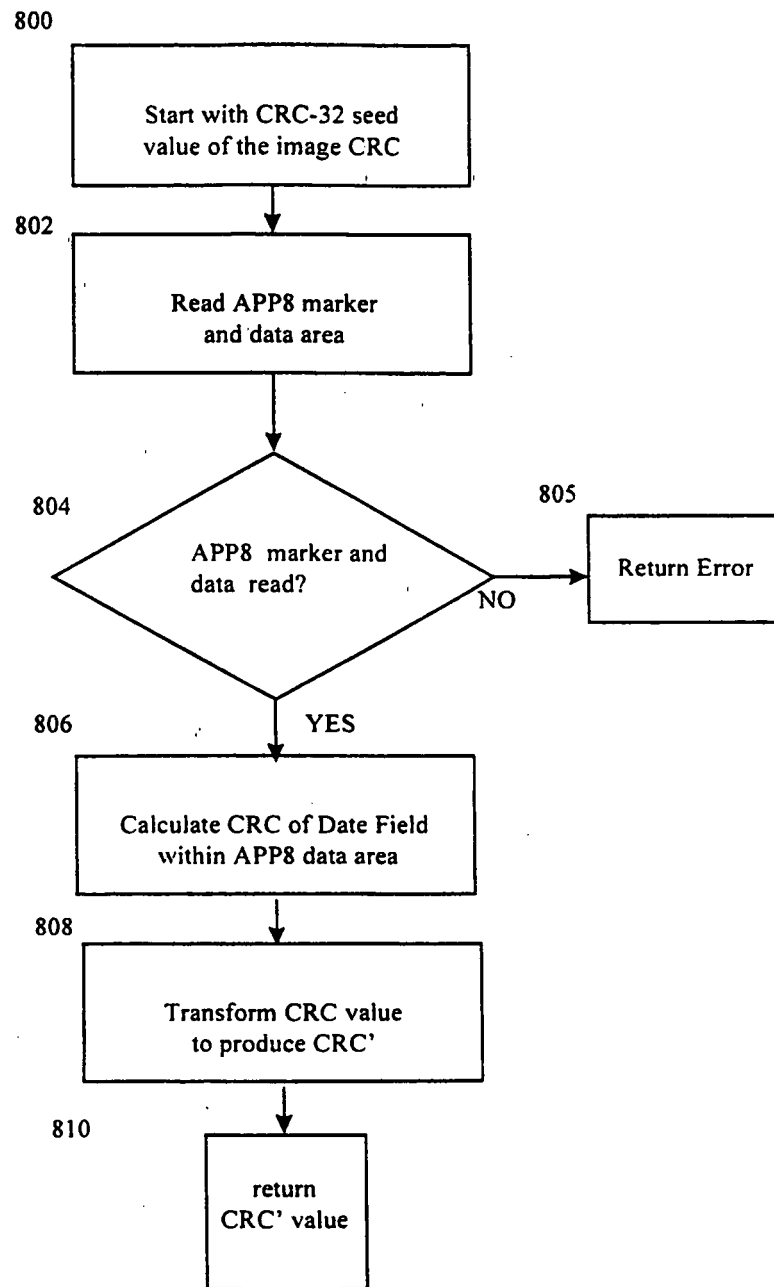 800
Start with CRC-32 seed
value of the image CRC
802
Read APP8 marker
and data area
804
APP8 marker and
data read?
NO
805
Return Error
YES
806
Calculate CRC of Date Field
within APP8 data area
808
Transform CRC value
to produce CRC'
810
return
CRC' value